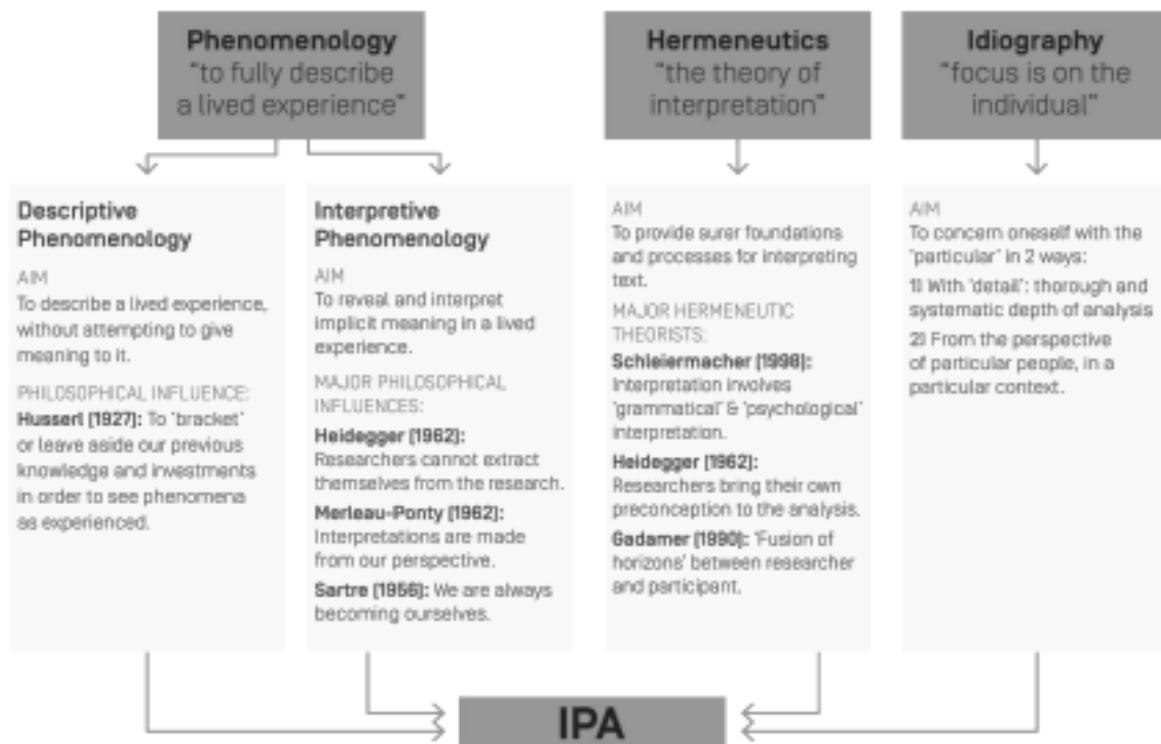 Phenomenology
"to fully describe
a lived experience"
Hermeneutics
"the theory of
interpretation"
Idiography
"focus is on the
individual"
Descriptive
Phenomenology
AIM
To describe a lived experience,
without attempting to give
meaning to it.
PHILOSOPHICAL INFLUENCE:
Husserl (1927): To 'bracket'
or leave aside our previous
knowledge and investments
in order to see phenomena
as experienced.
Interpretive
Phenomenology
AIM
To reveal and interpret
implicit meaning in a lived
experience.
MAJOR PHILOSOPHICAL
INFLUENCES:
Heidegger (1962):
Researchers cannot extract
themselves from the research.
Merleau-Ponty (1962):
Interpretations are made
from our perspective.
Sartre (1956): We are always
becoming ourselves.
AIM
To provide surer foundations
and processes for interpreting
text.
MAJOR HERMENEUTIC
THEORISTS:
Schleiermacher (1998):
Interpretation involves
'grammatical' & 'psychological'
interpretation.
Heidegger (1962):
Researchers bring their own
preconception to the analysis.
Gadamer (1990): 'Fusion of
horizons' between researcher
and participant.
AIM
To concern oneself with the
'particular' in 2 ways:
1) With 'detail': thorough and
systematic depth of analysis
2) From the perspective
of particular people, in a
particular context.
IPA